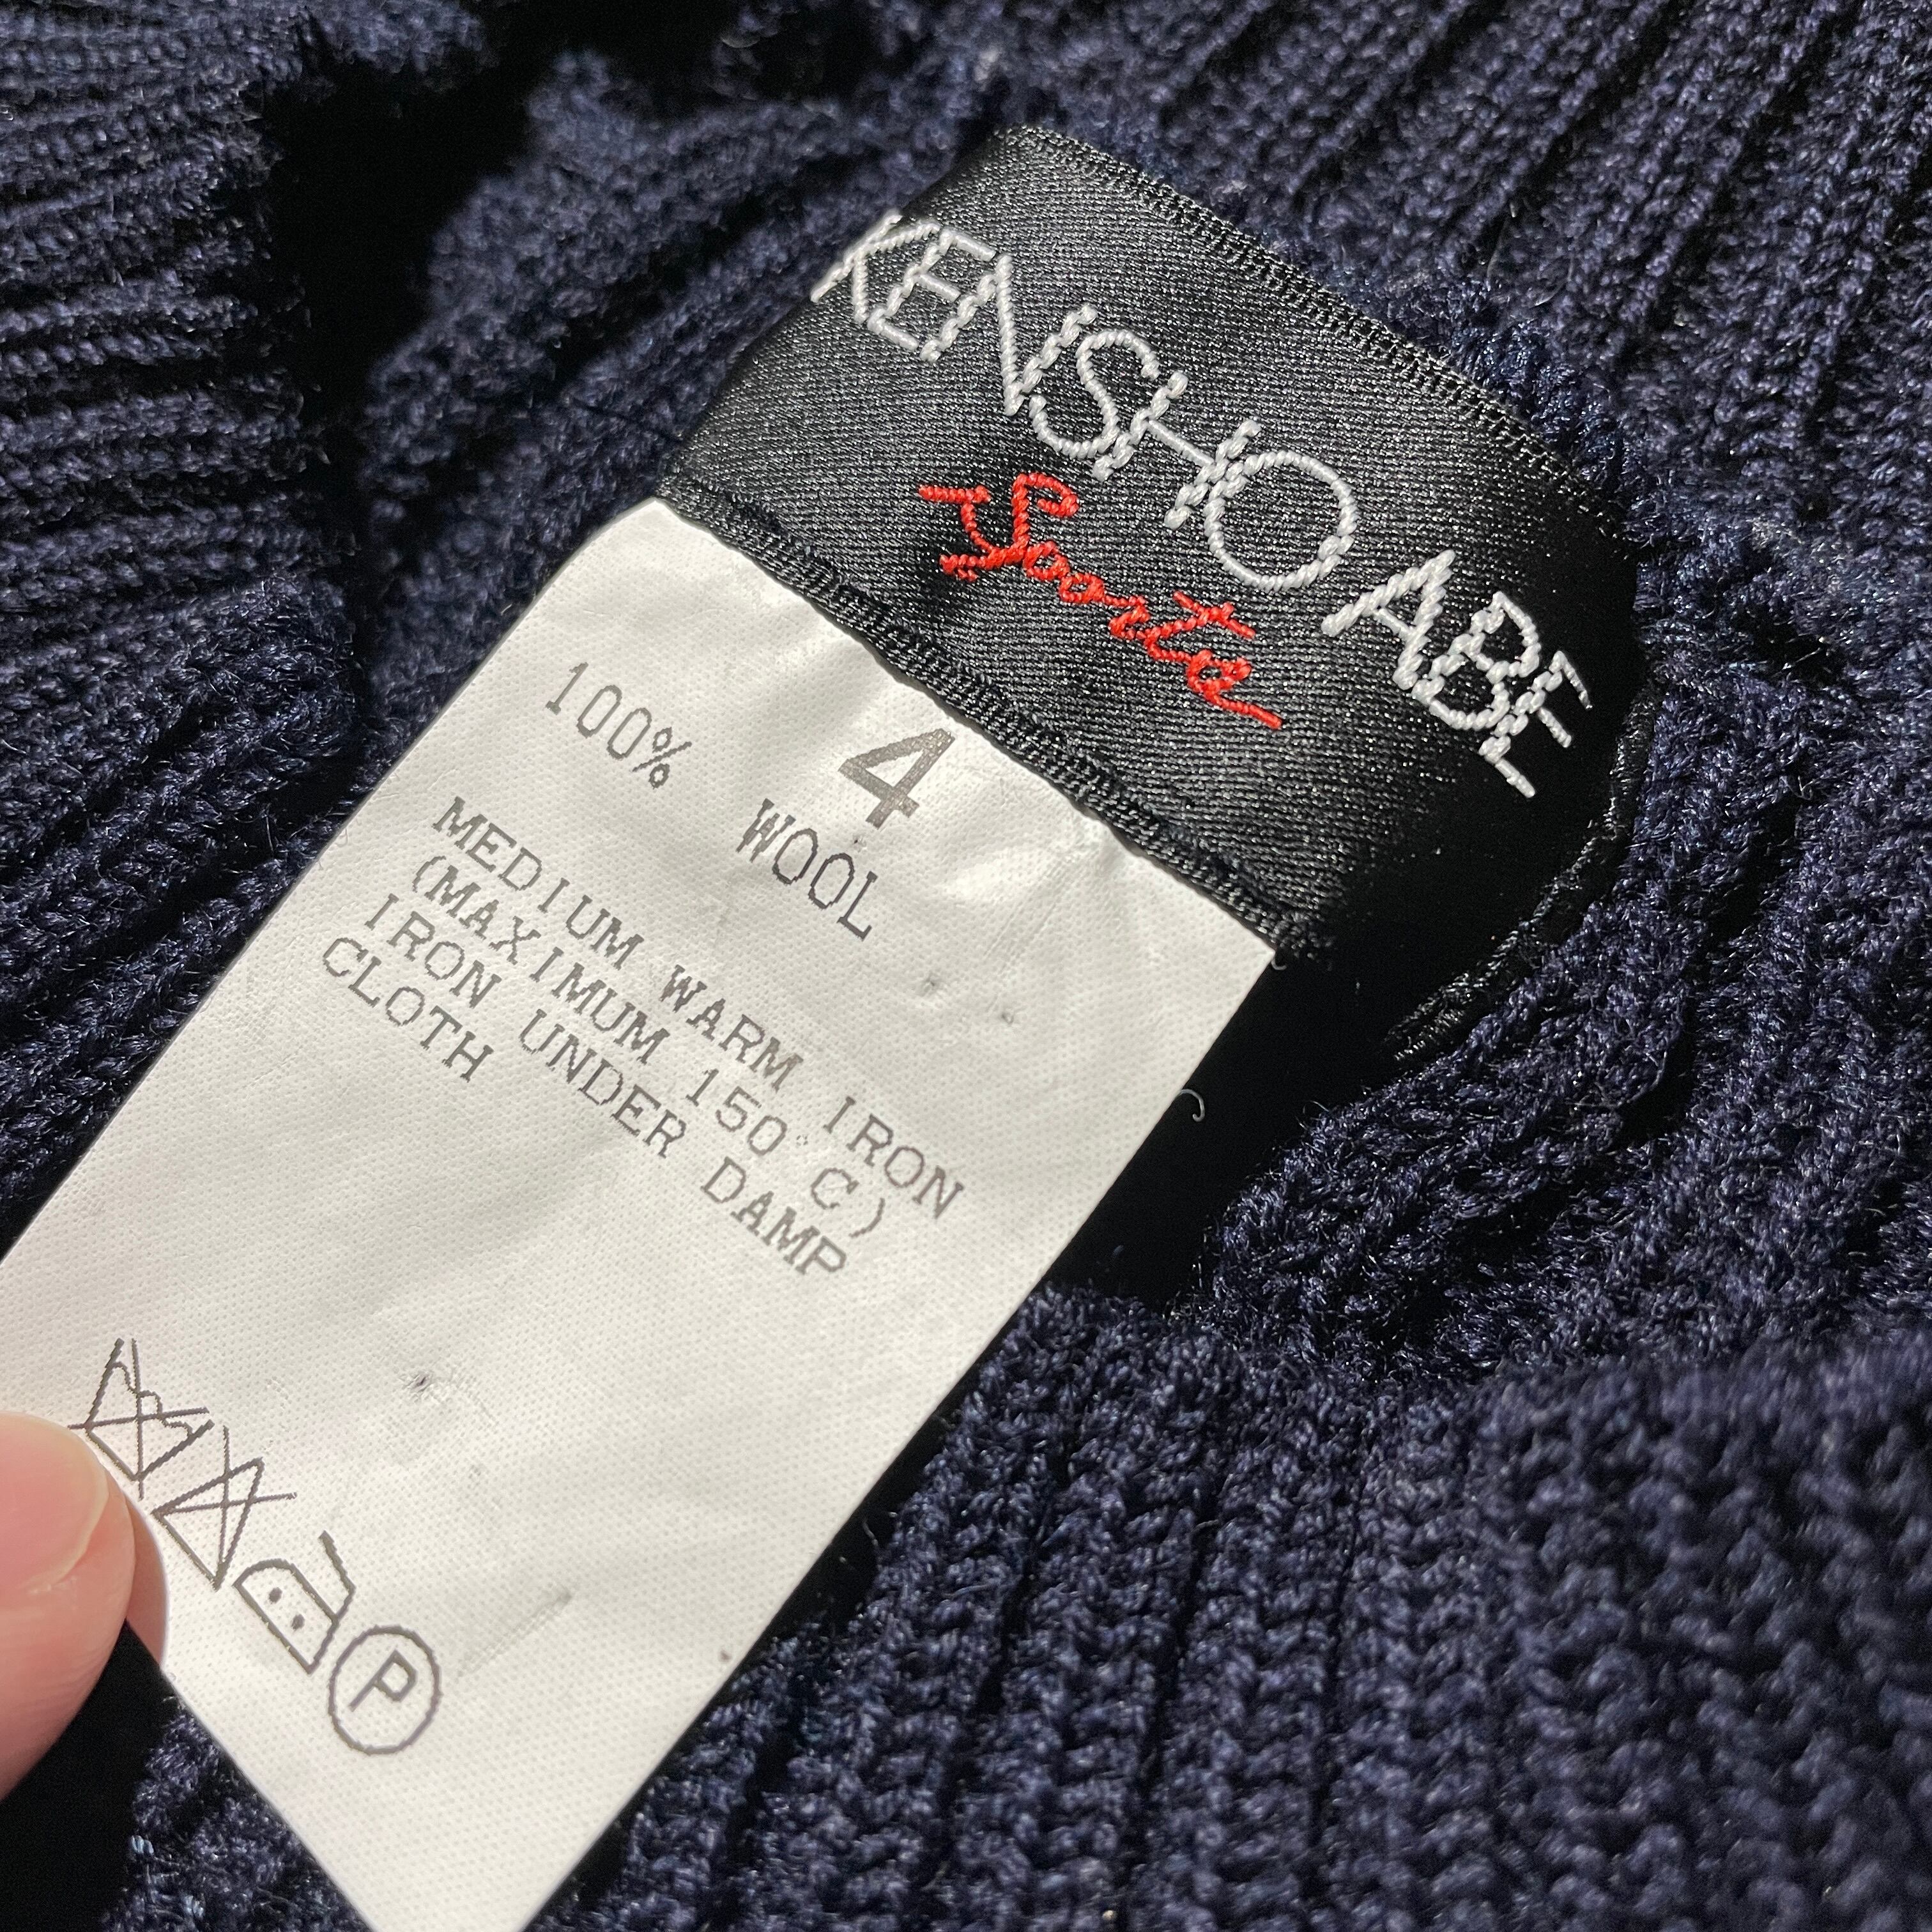 KENSHO ABE
Sports
4
100% WOOL
MEDIUM WARM IRON
(MAXIMUM 150°C)
IRON UNDER DAMP
CLOTH
P